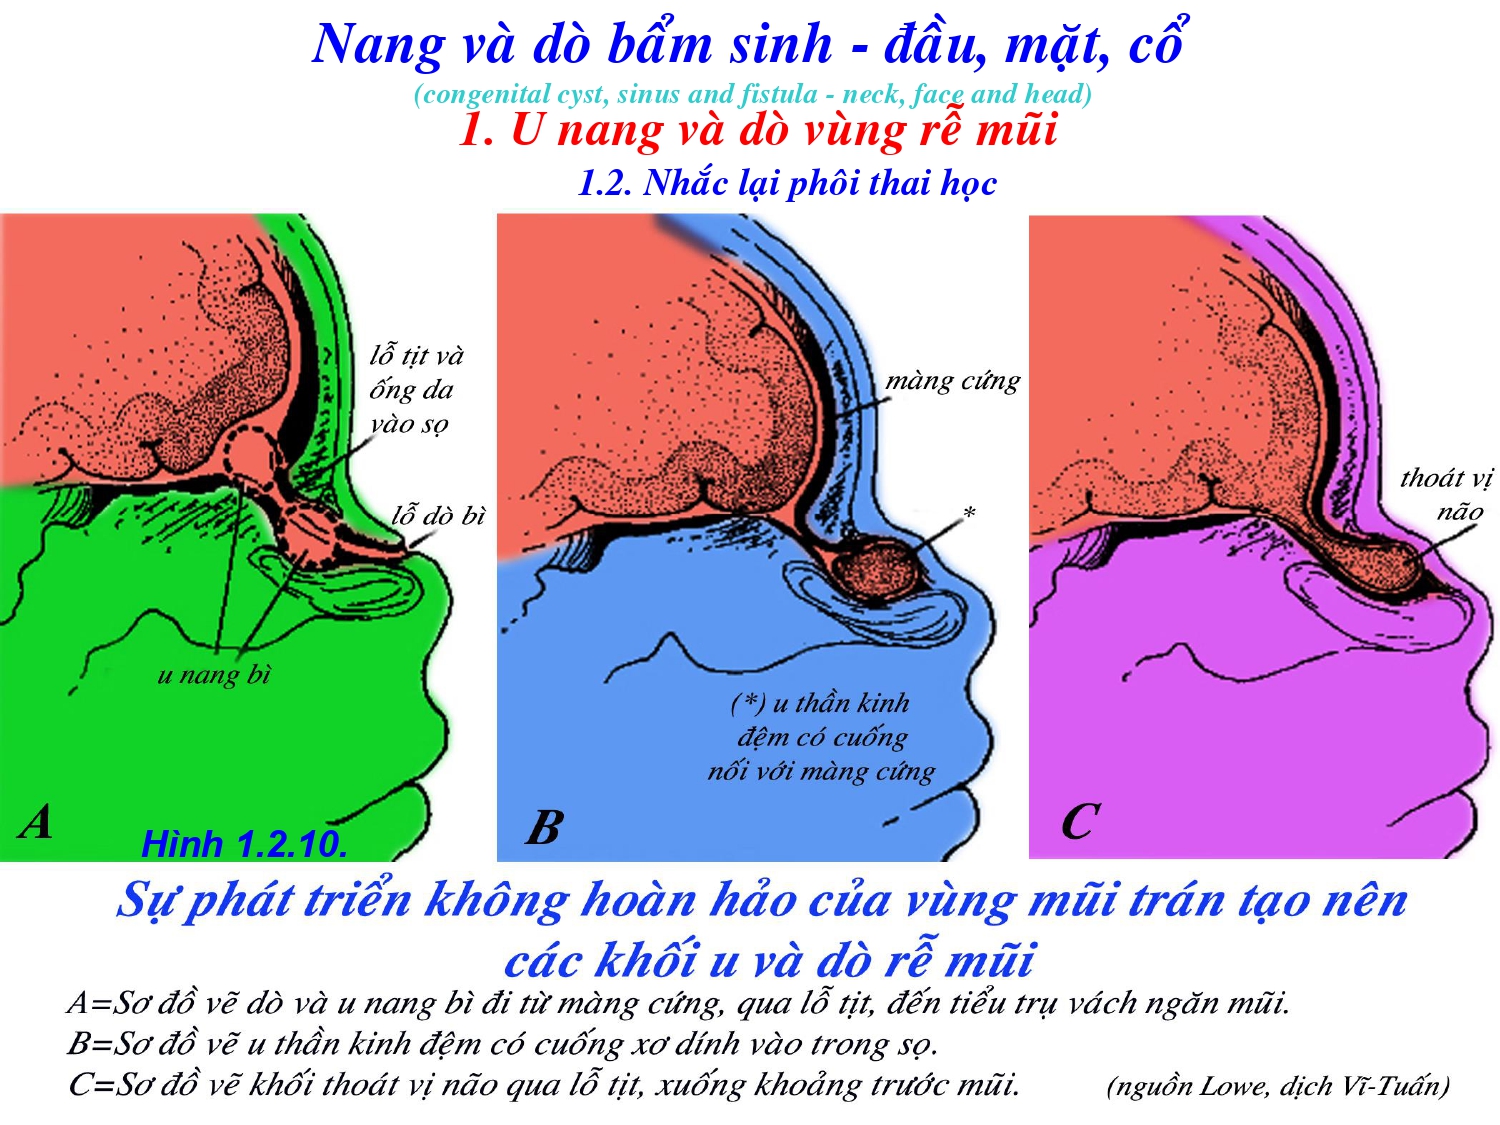 Nang và dò bẩm sinh - đầu, mặt, cổ
(congenital cyst, sinus and fistula - neck, face and head)
1. U nang và dò vùng rễ mũi
1.2. Nhắc lại phôi thai học
lỗ tịt và
ống da
vào sọ
lỗ dò bì
u nang bì
A
Hình 1.2.10.
màng cứng
*
(*) u thần kinh
đệm có cuống
nối với màng cứng
B
thoát vị
não
C
Sự phát triển không hoàn hảo của vùng mũi trán tạo nên
các khối u và dò rễ mũi
A=Sơ đồ vẽ dò và u nang bì đi từ màng cứng, qua lỗ tịt, đến tiểu trụ vách ngăn mũi.
B=Sơ đồ vẽ u thần kinh đệm có cuống xơ dính vào trong sọ.
C=Sơ đồ vẽ khối thoát vị não qua lỗ tịt, xuống khoảng trước mũi. (nguồn Lowe, dịch Vĩ-Tuấn)